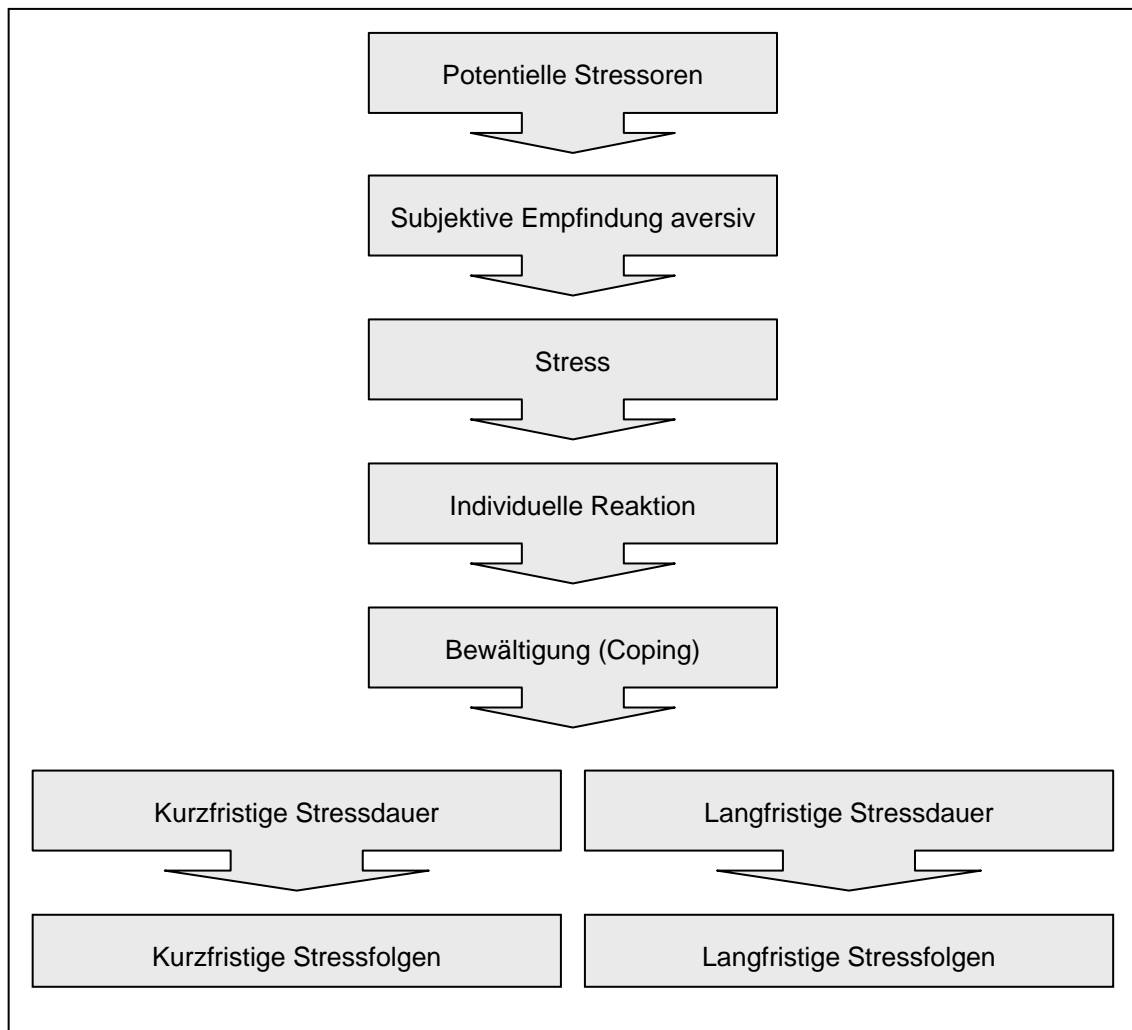 Potentielle Stressoren
Subjektive Empfindung aversiv
Stress
Individuelle Reaktion
Bewältigung (Coping)
Kurzfristige Stressdauer
Langfristige Stressdauer
Kurzfristige Stressfolgen
Langfristige Stressfolgen